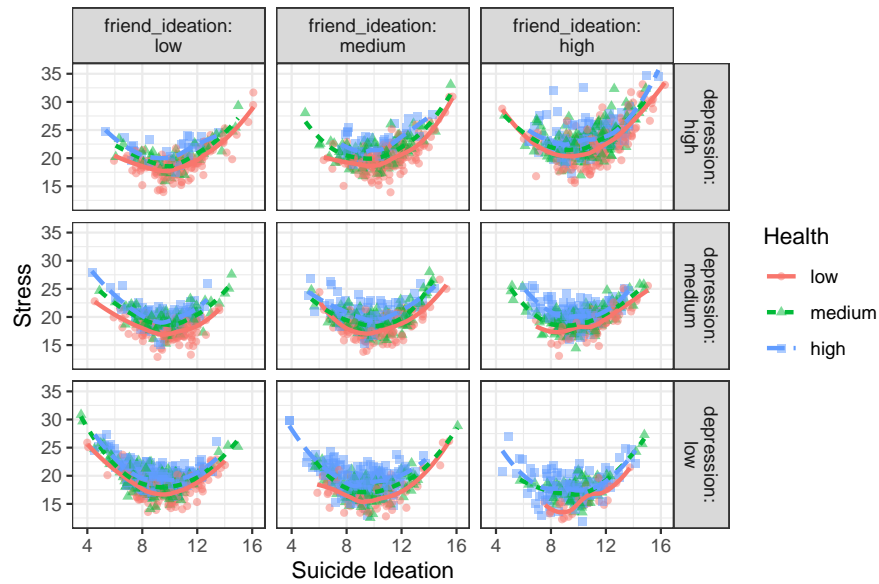 friend_ideation:
low
friend_ideation:
medium
friend_ideation:
high
35
30
25
20
15
depression:
high
35
30
25
20
15
depression:
medium
35
30
25
20
15
depression:
low
4 8 12 16
4 8 12 16
4 8 12 16
Stress
Suicide Ideation
Health
low
medium
high